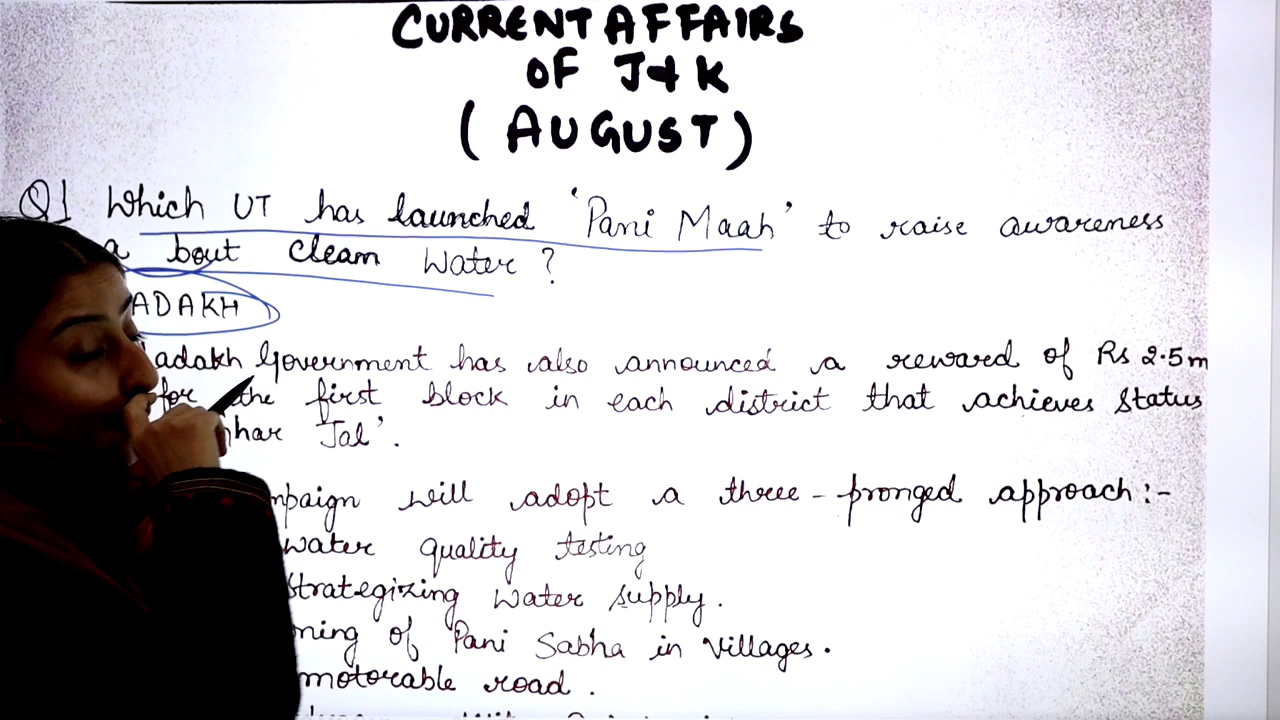 CURRENT AFFAIRS
OF J&K
(AUGUST)
Q1 Which UT has launched 'Pani Maah' to raise awareness
about clean water?
ADAKH
adakh Government has also announced a reward of Rs 2.5m
for the first block in each district that achieves Status
har Jal'.
mpaign will adopt a three-pronged approach:-
water quality testing
strategizing water supply.
ning of Pani Sabha in villages.
motorable road.